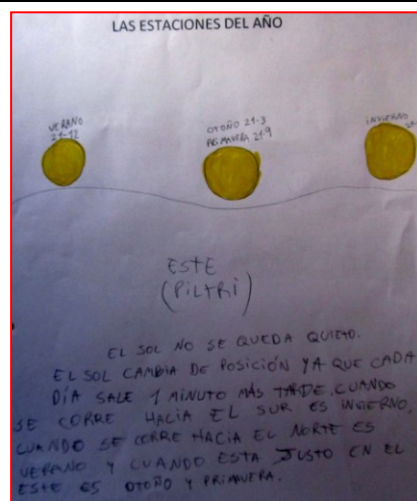 LAS ESTACIONES DEL AÑO
VERANO
21-12
OTOÑO 21-3
PRIMAVERA 21-9
INVIERNO
ESTE
(PILTRI)
EL SOL NO SE QUEDA QUIETO.
EL SOL CAMBIA DE POSICIÓN YA QUE CADA
DÍA SALE 1 MINUTO MÁS TARDE, CUANDO
SE CORRE HACIA EL SUR ES INVIERNO,
CUANDO SE CORRE HACIA EL NORTE ES
VERANO Y CUANDO ESTA JUSTO EN EL
ESTE ES OTOÑO Y PRIMAVERA.